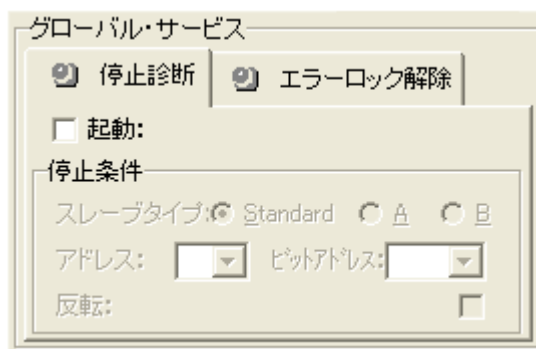 グローバル・サービス
停止診断 エラーロック解除
起動:
停止条件
スレーブタイプ: Standard A B
アドレス: ビットアドレス:
反転: